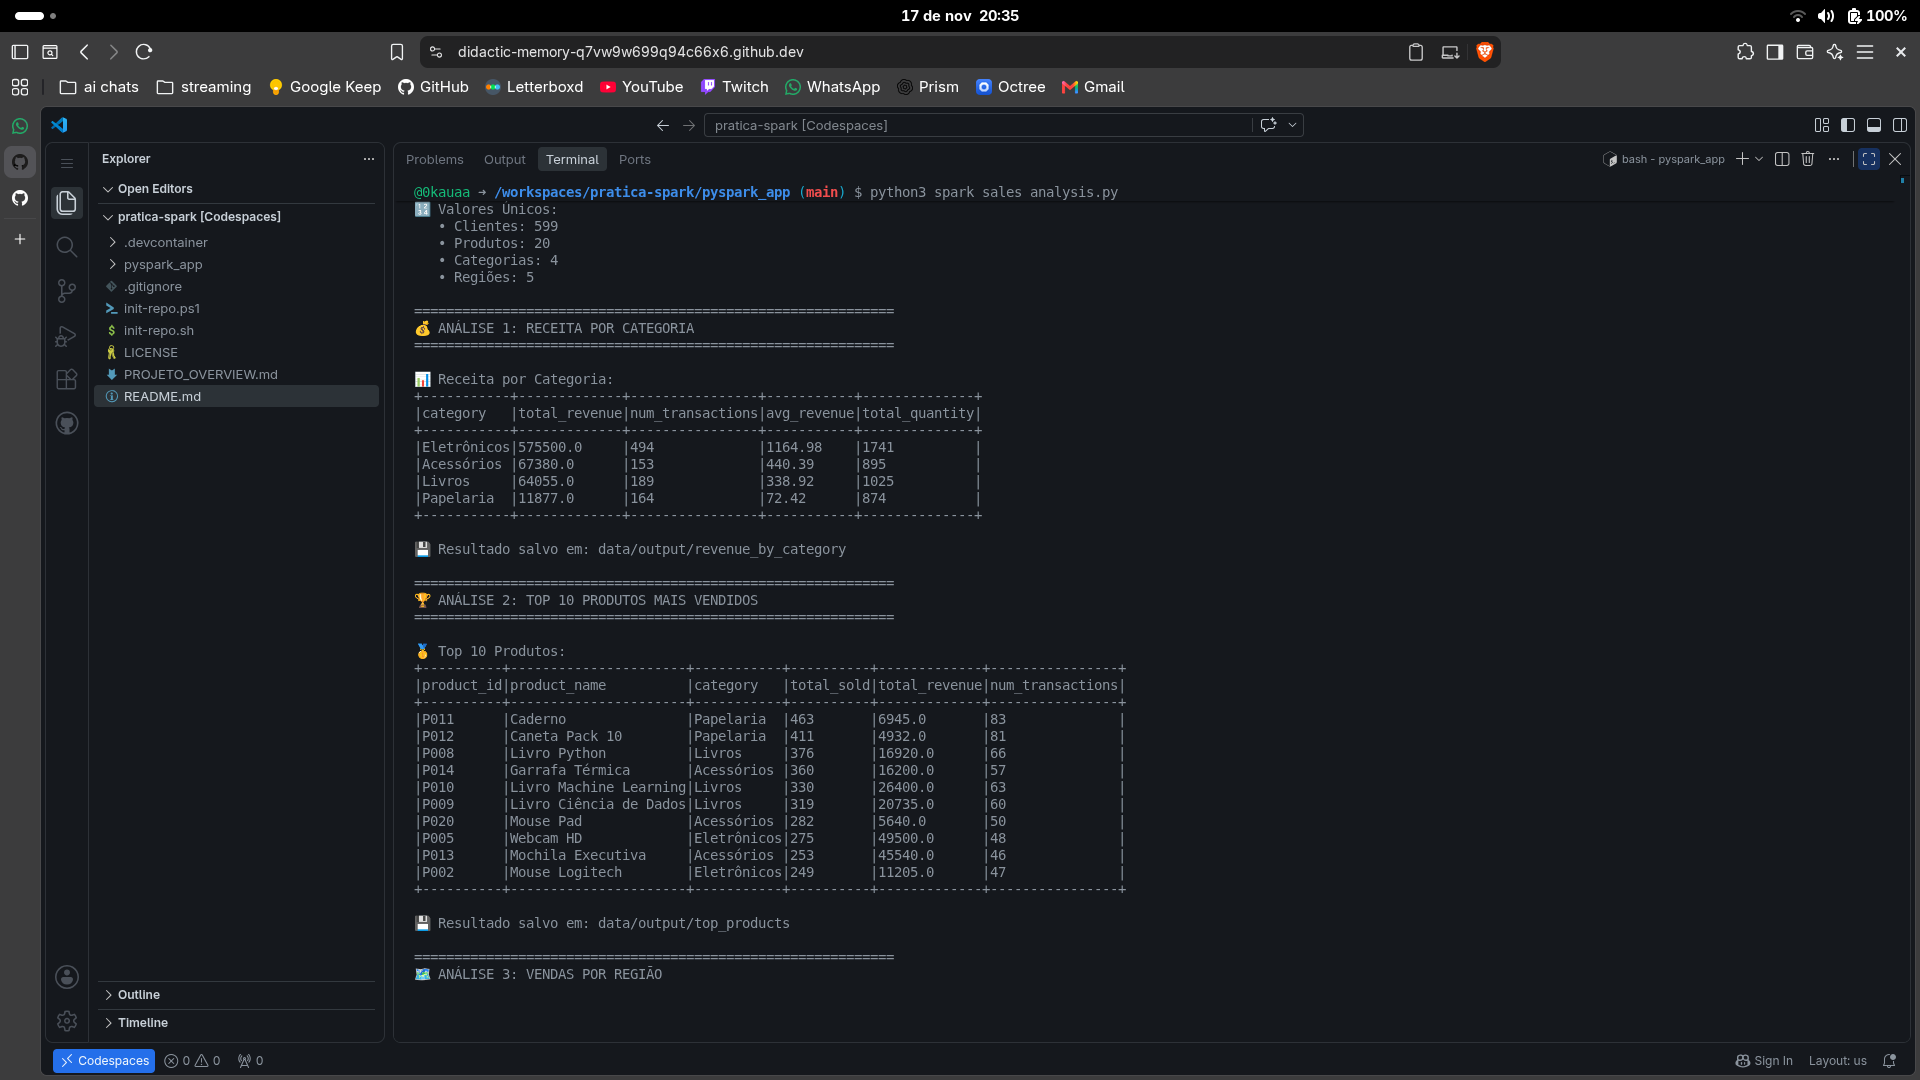 17 de nov 20:35
100%
didactic-memory-q7vw9w699q94c66x6.github.dev
ai chats streaming Google Keep GitHub Letterboxd YouTube Twitch WhatsApp Prism Octree Gmail
pratica-spark [Codespaces]
Explorer
Open Editors
pratica-spark [Codespaces]
.devcontainer
pyspark_app
.gitignore
init-repo.ps1
init-repo.sh
LICENSE
PROJETO_OVERVIEW.md
README.md
Outline
Timeline
Problems Output Terminal Ports
bash - pyspark_app
@0kauaa → /workspaces/pratica-spark/pyspark_app (main) $ python3 spark sales analysis.py
Valores Únicos:
• Clientes: 599
• Produtos: 20
• Categorias: 4
• Regiões: 5
============================================================
ANÁLISE 1: RECEITA POR CATEGORIA
============================================================
Receita por Categoria:
+-----------+-------------+----------------+-----------+--------------+
|category   |total_revenue|num_transactions|avg_revenue|total_quantity|
+-----------+-------------+----------------+-----------+--------------+
|Eletrônicos|575500.0     |494             |1164.98    |1741          |
|Acessórios |67380.0      |153             |440.39     |895           |
|Livros     |64055.0      |189             |338.92     |1025          |
|Papelaria  |11877.0      |164             |72.42      |874           |
+-----------+-------------+----------------+-----------+--------------+
Resultado salvo em: data/output/revenue_by_category
============================================================
ANÁLISE 2: TOP 10 PRODUTOS MAIS VENDIDOS
============================================================
Top 10 Produtos:
+----------+----------------------+-----------+----------+-------------+----------------+
|product_id|product_name          |category   |total_sold|total_revenue|num_transactions|
+----------+----------------------+-----------+----------+-------------+----------------+
|P011      |Caderno               |Papelaria  |463       |6945.0       |83              |
|P012      |Caneta Pack 10        |Papelaria  |411       |4932.0       |81              |
|P008      |Livro Python          |Livros     |376       |16920.0      |66              |
|P014      |Garrafa Térmica       |Acessórios |360       |16200.0      |57              |
|P010      |Livro Machine Learning|Livros     |330       |26400.0      |63              |
|P009      |Livro Ciência de Dados|Livros     |319       |20735.0      |60              |
|P020      |Mouse Pad             |Acessórios |282       |5640.0       |50              |
|P005      |Webcam HD             |Eletrônicos|275       |49500.0      |48              |
|P013      |Mochila Executiva     |Acessórios |253       |45540.0      |46              |
|P002      |Mouse Logitech        |Eletrônicos|249       |11205.0      |47              |
+----------+----------------------+-----------+----------+-------------+----------------+
Resultado salvo em: data/output/top_products
============================================================
ANÁLISE 3: VENDAS POR REGIÃO
Codespaces 0 0 0
Sign In Layout: us